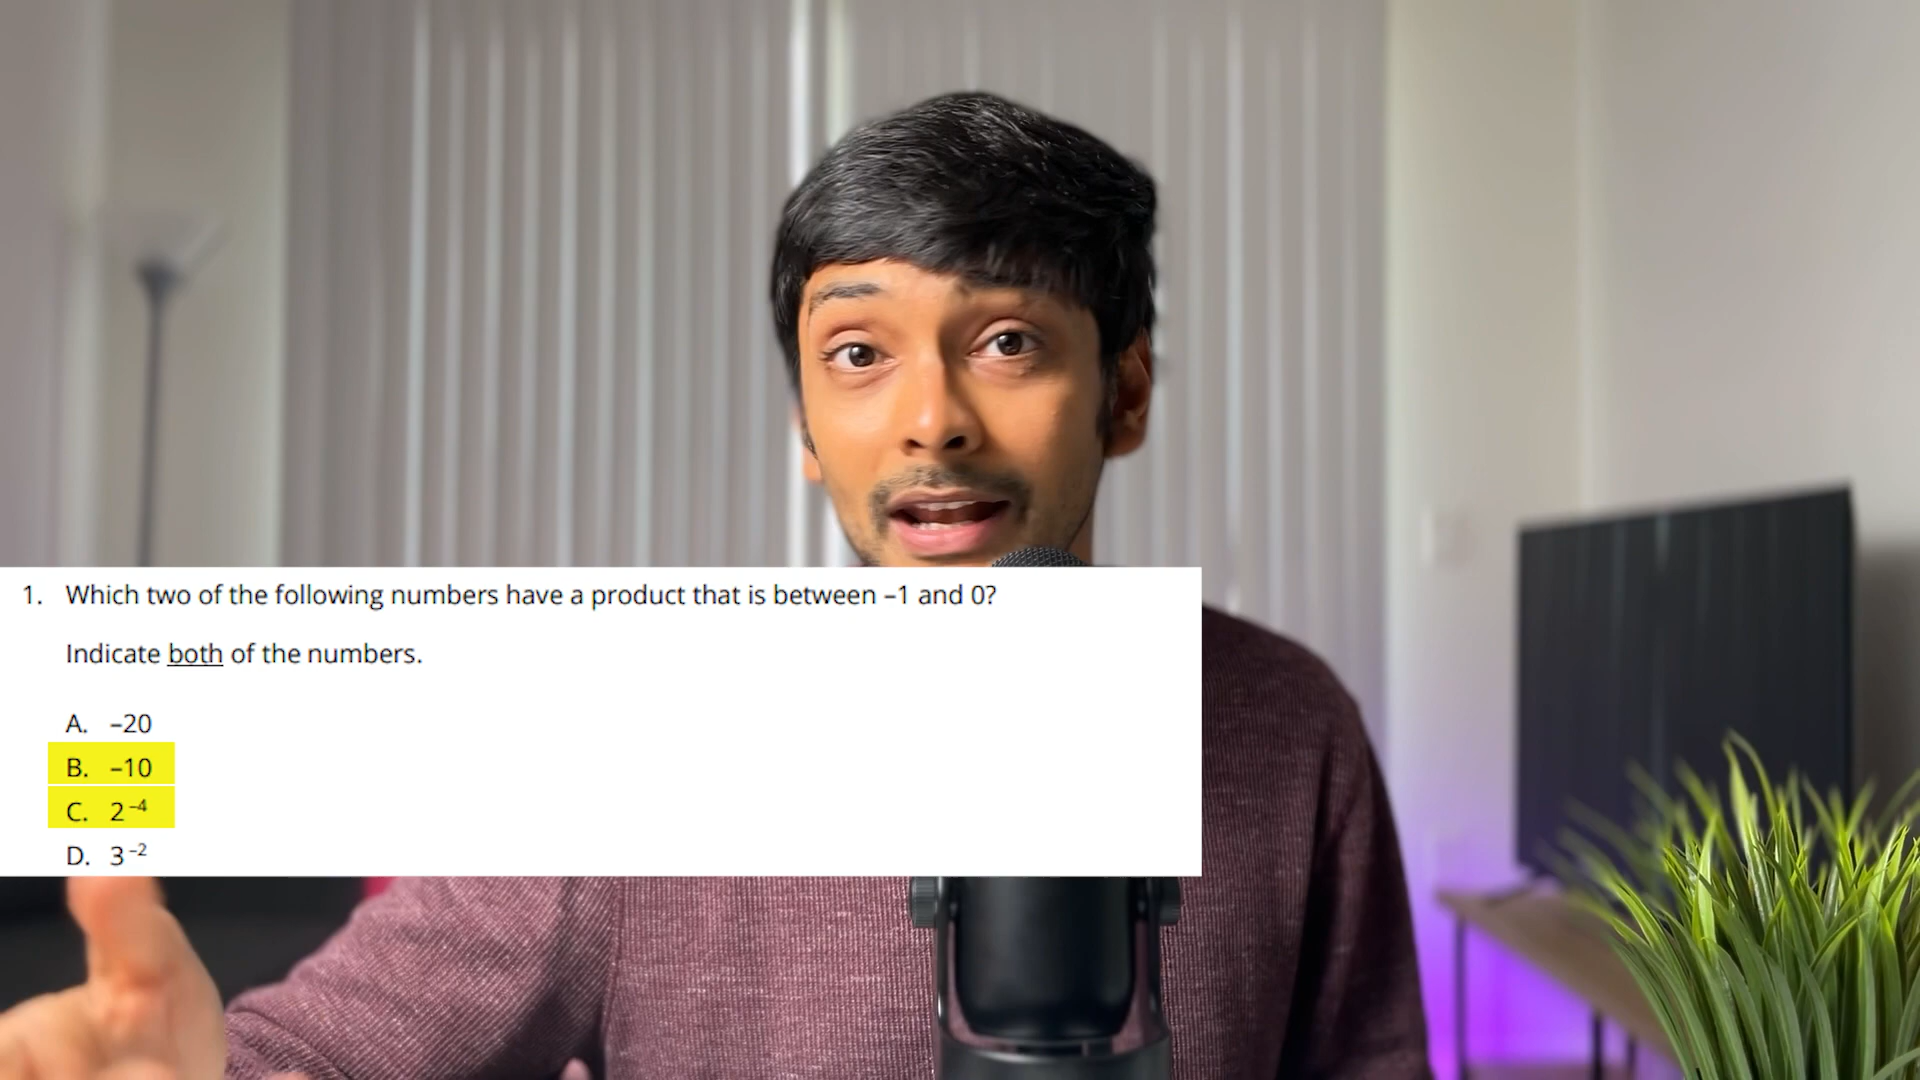 1. Which two of the following numbers have a product that is between –1 and 0?
Indicate both of the numbers.
A. –20
B. –10
C. 2⁻⁴
D. 3⁻²